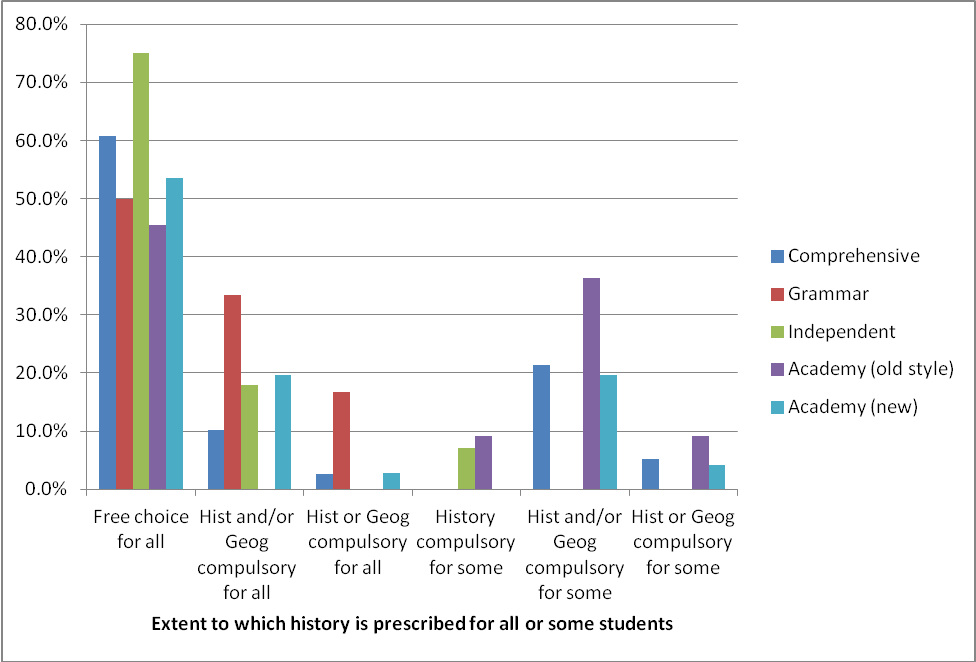 80.0%
70.0%
60.0%
50.0%
40.0%
30.0%
20.0%
10.0%
0.0%
Free choice
for all
Hist and/or
Geog
compulsory
for all
Hist or Geog
compulsory
for all
History
compulsory
for some
Hist and/or
Geog
compulsory
for some
Hist or Geog
compulsory
for some
Extent to which history is prescribed for all or some students
Comprehensive
Grammar
Independent
Academy (old style)
Academy (new)